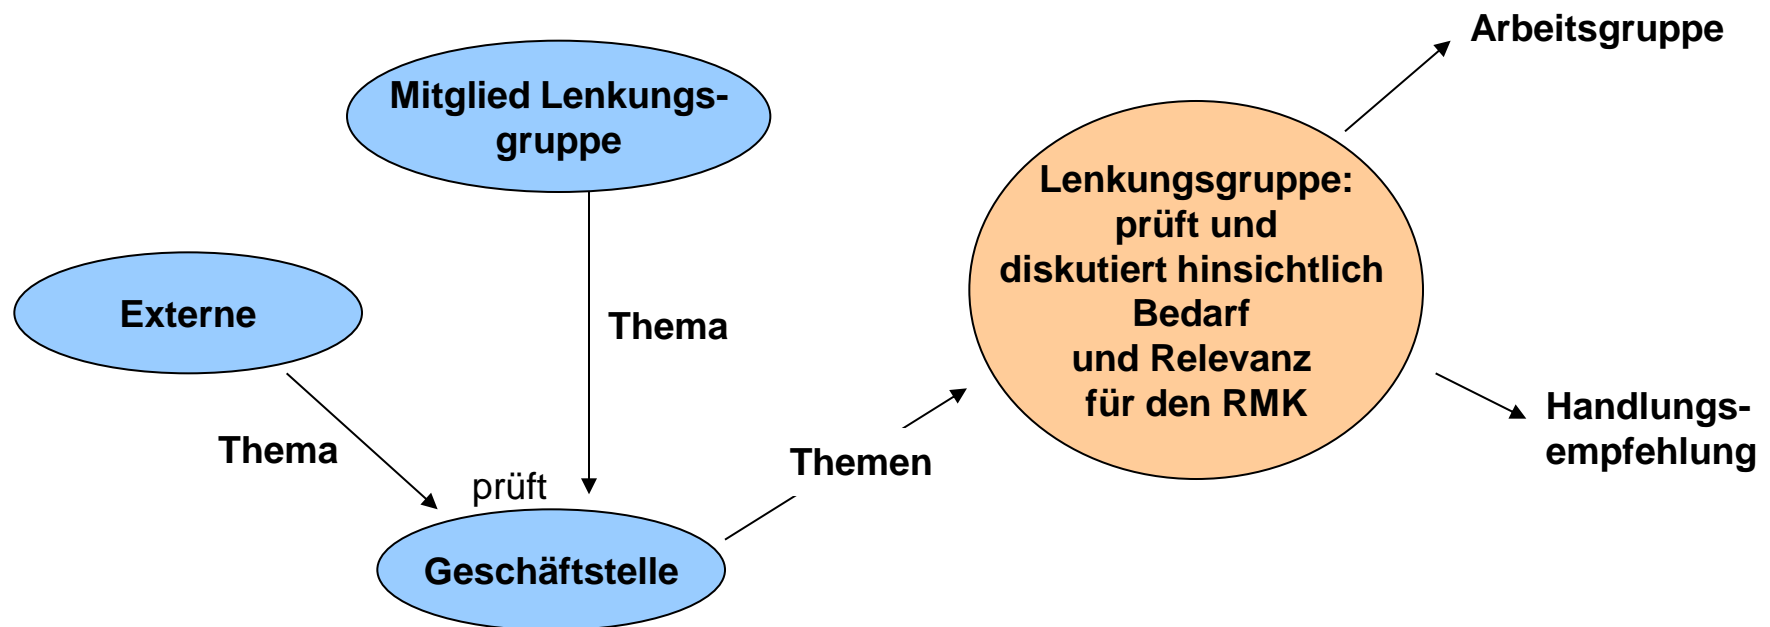 Arbeitsgruppe
Mitglied Lenkungs-
gruppe
Lenkungsgruppe:
prüft und
diskutiert hinsichtlich
Bedarf
und Relevanz
für den RMK
Externe
Thema
Thema
Handlungs-
empfehlung
Themen
prüft
Geschäftstelle